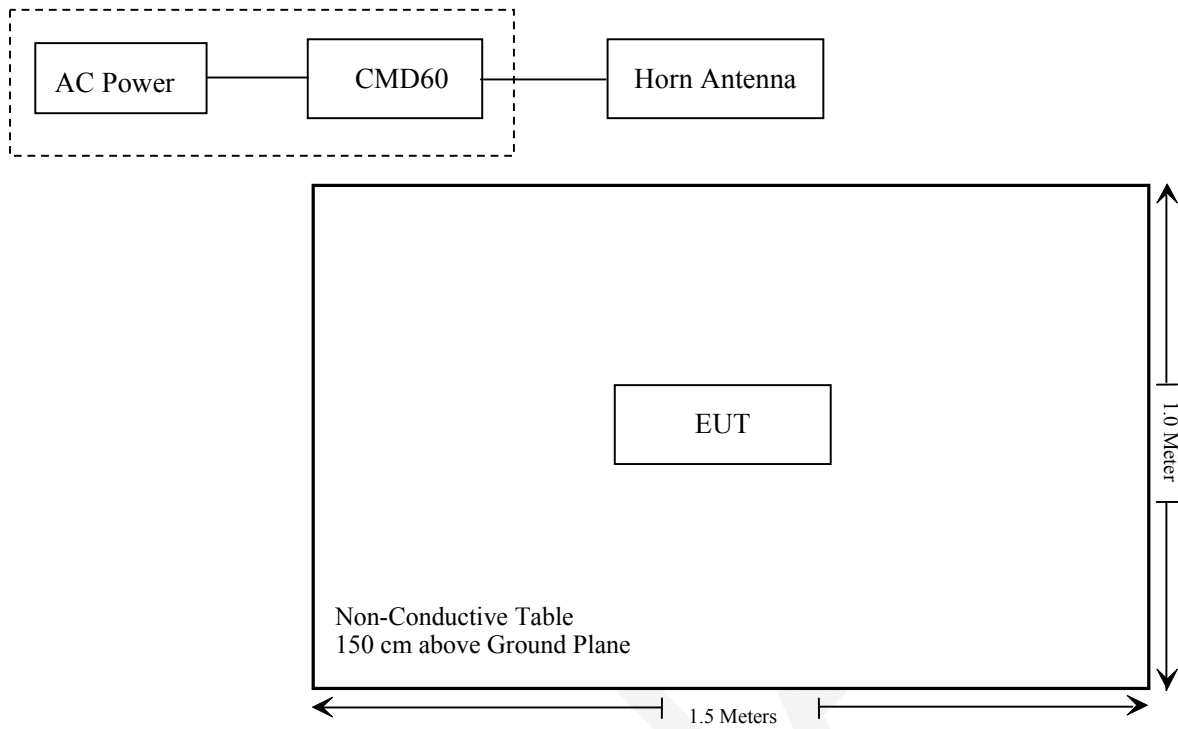 AC Power
CMD60
Horn Antenna
EUT
1.0 Meter
Non-Conductive Table
150 cm above Ground Plane
1.5 Meters